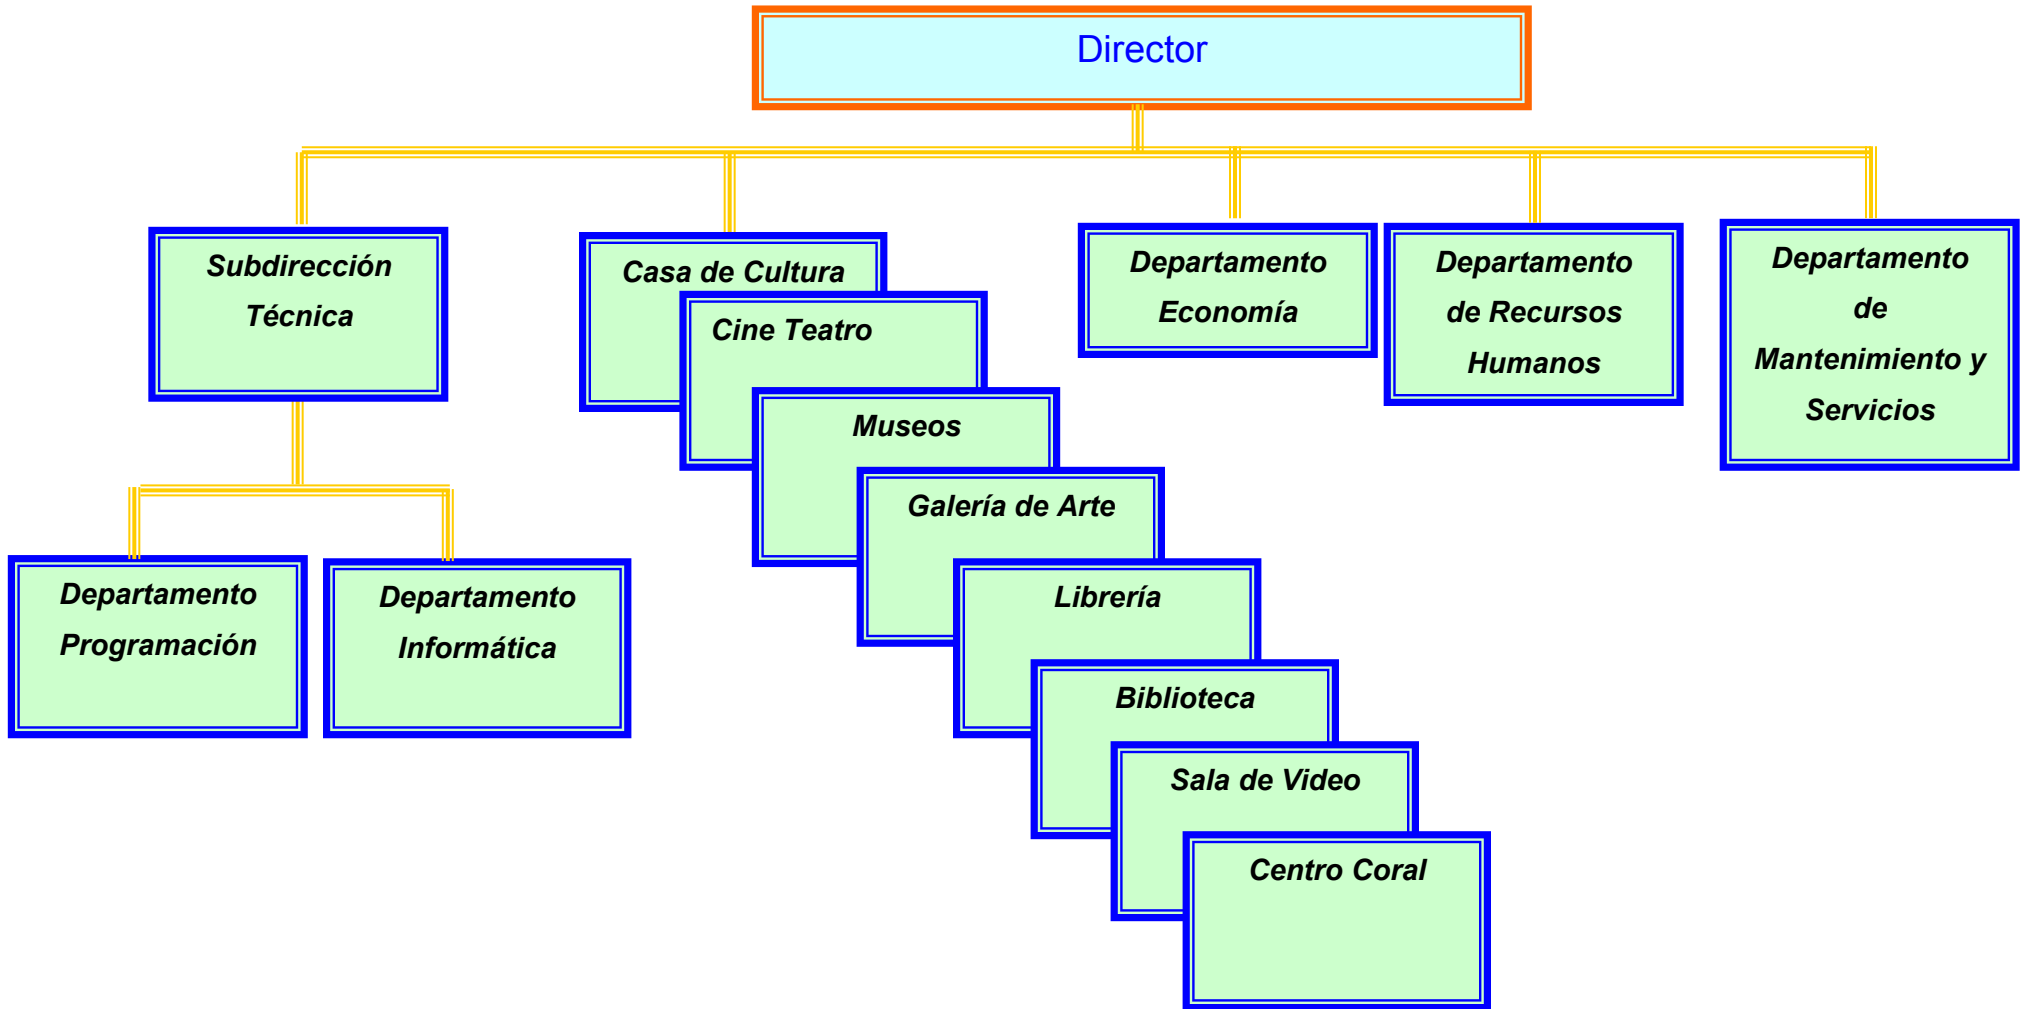 Director
Subdirección
Técnica
Casa de Cultura
Cine Teatro
Museos
Galería de Arte
Librería
Biblioteca
Sala de Video
Centro Coral
Departamento
Economía
Departamento
de Recursos
Humanos
Departamento
de
Mantenimiento y
Servicios
Departamento
Programación
Departamento
Informática